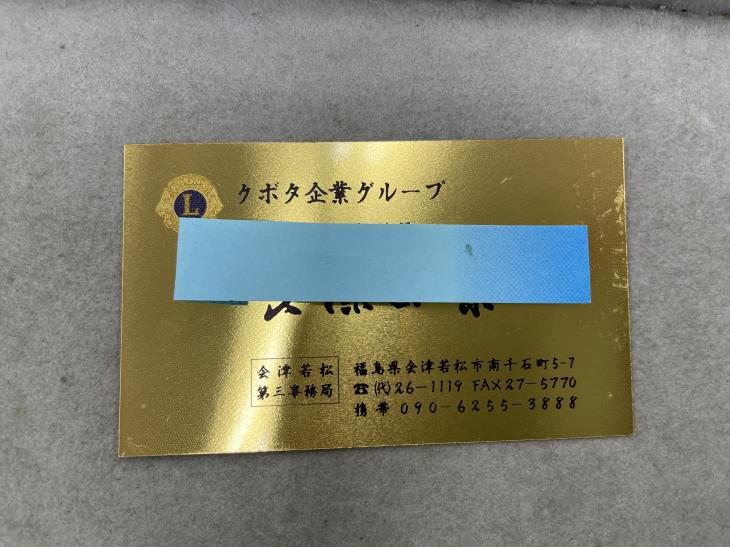 L
クボタ企業グループ
会津若松
第三事務局
福島県会津若松市南千石町5-7
☎(代)26-1119 FAX27-5770
携帯 090-6255-3888